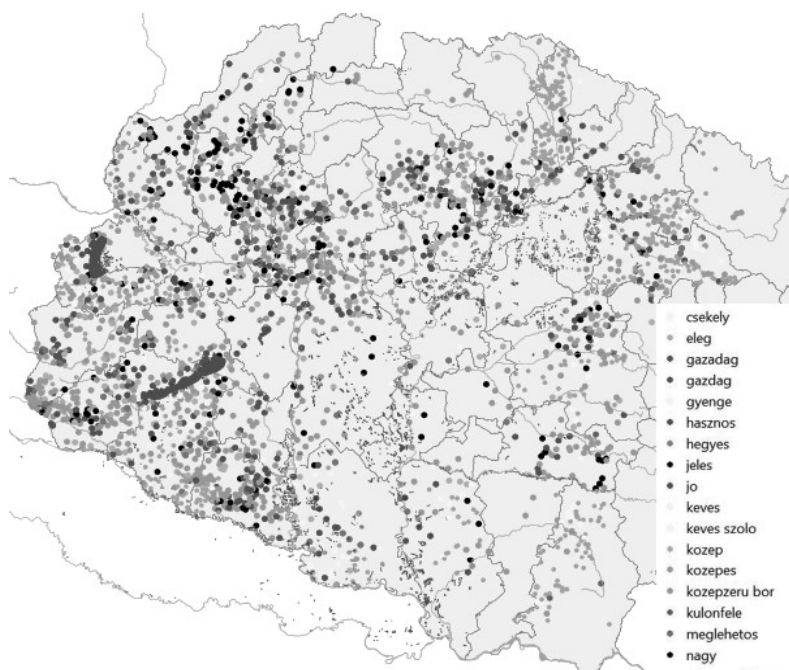 csekely
eleg
gazadag
gazdag
gyenge
hasznos
hegyes
jeles
jo
keves
keves szolo
kozep
kozepes
kozepzeru bor
kulonfele
meglehetos
nagy